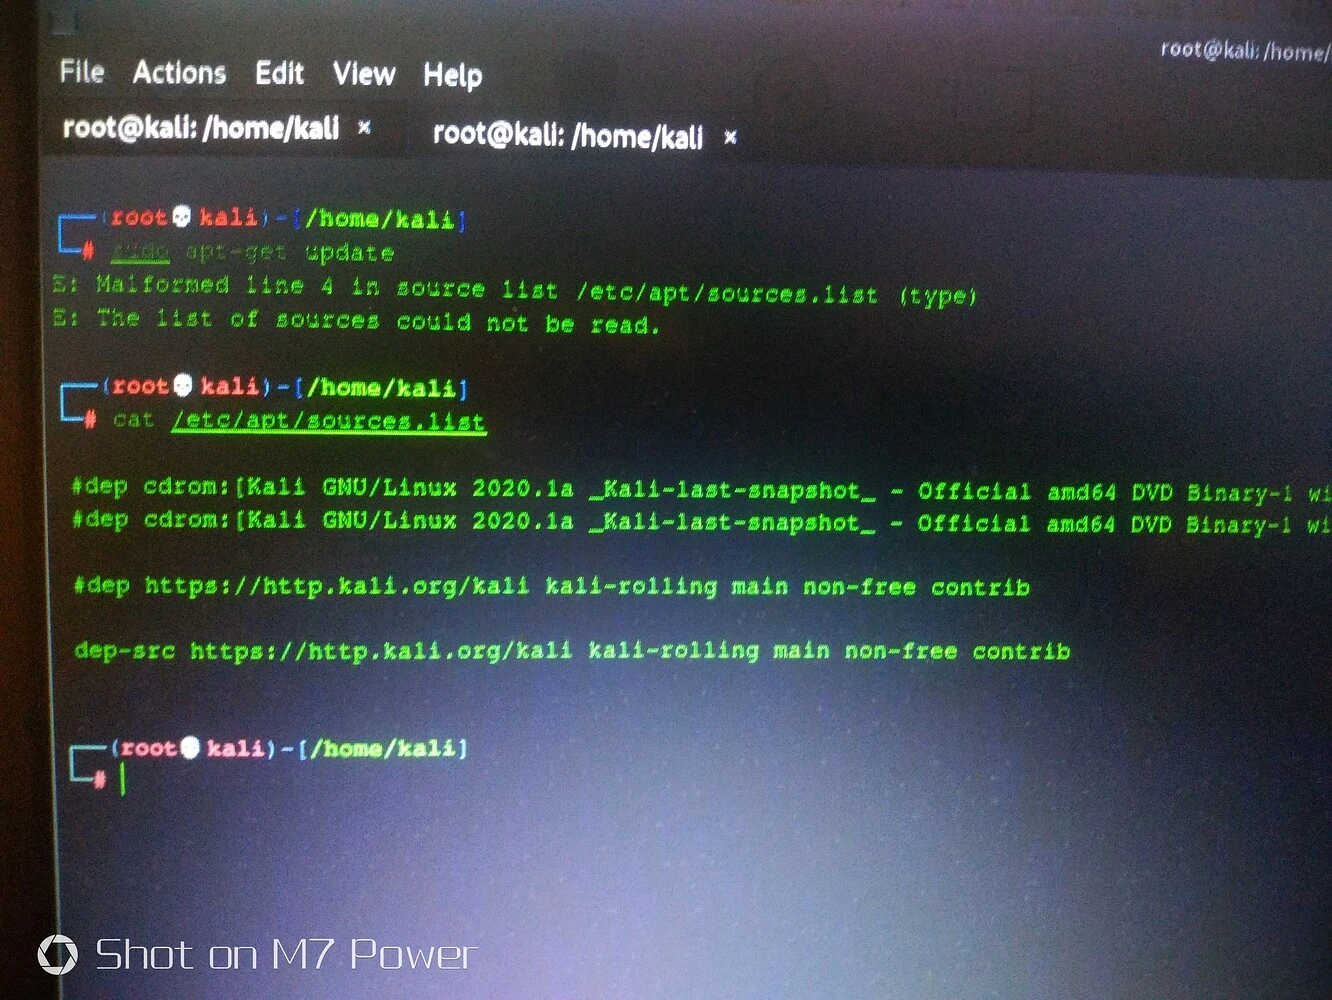 root@kali: /home/
File Actions Edit View Help
root@kali: /home/kali × root@kali: /home/kali ×
(root💀kali)-[/home/kali]
# sudo apt-get update
E: Malformed line 4 in source list /etc/apt/sources.list (type)
E: The list of sources could not be read.
(root💀kali)-[/home/kali]
# cat /etc/apt/sources.list
#dep cdrom:[Kali GNU/Linux 2020.1a _Kali-last-snapshot_ - Official amd64 DVD Binary-1 wi
#dep cdrom:[Kali GNU/Linux 2020.1a _Kali-last-snapshot_ - Official amd64 DVD Binary-1 wi
#dep https://http.kali.org/kali kali-rolling main non-free contrib
dep-src https://http.kali.org/kali kali-rolling main non-free contrib
(root💀kali)-[/home/kali]
#
Shot on M7 Power